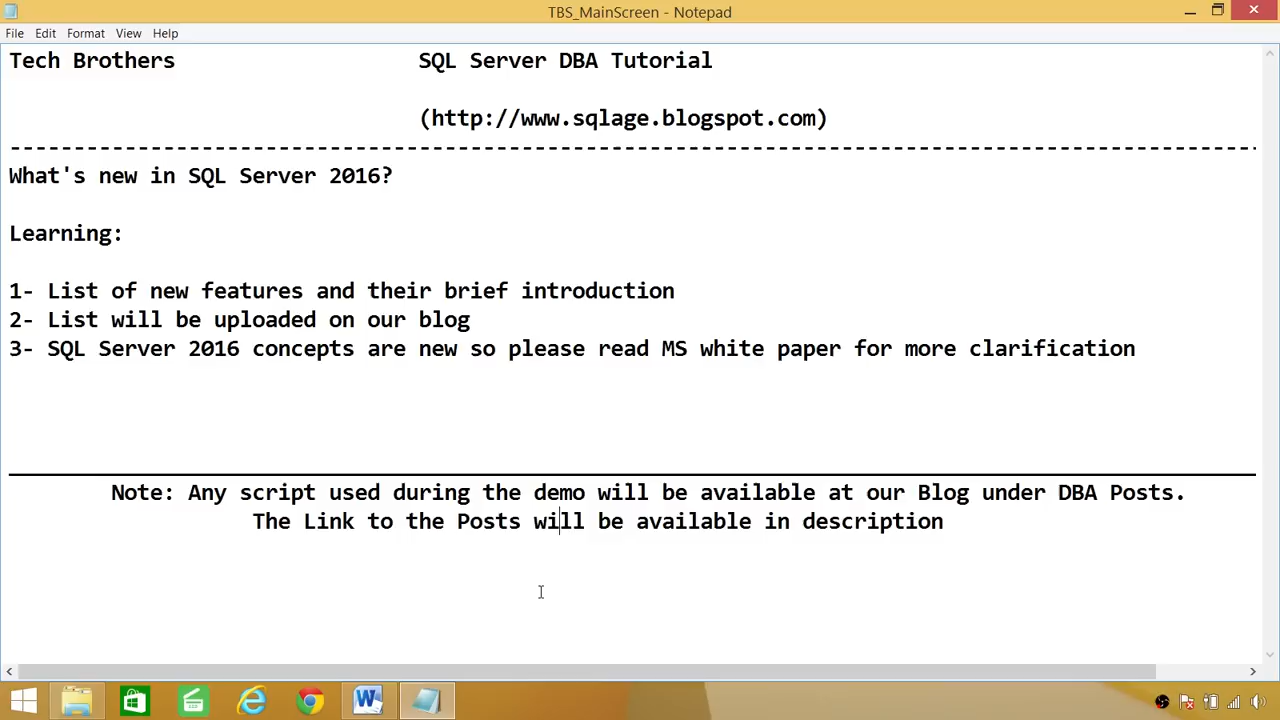 TBS_MainScreen - Notepad
File Edit Format View Help
Tech Brothers SQL Server DBA Tutorial
(http://www.sqlage.blogspot.com)
What's new in SQL Server 2016?
Learning:
1- List of new features and their brief introduction
2- List will be uploaded on our blog
3- SQL Server 2016 concepts are new so please read MS white paper for more clarification
Note: Any script used during the demo will be available at our Blog under DBA Posts.
The Link to the Posts will be available in description